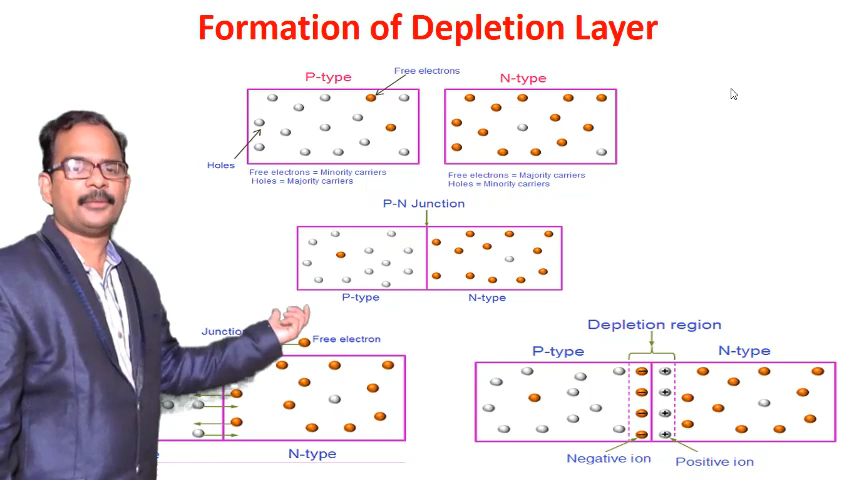 Formation of Depletion Layer
P-type
Free electrons
N-type
Holes
Free electrons = Minority carriers
Holes = Majority carriers
Free electrons = Majority carriers
Holes = Minority carriers
P-N Junction
P-type
N-type
Junction
Free electron
N-type
Depletion region
P-type
N-type
Negative ion
Positive ion